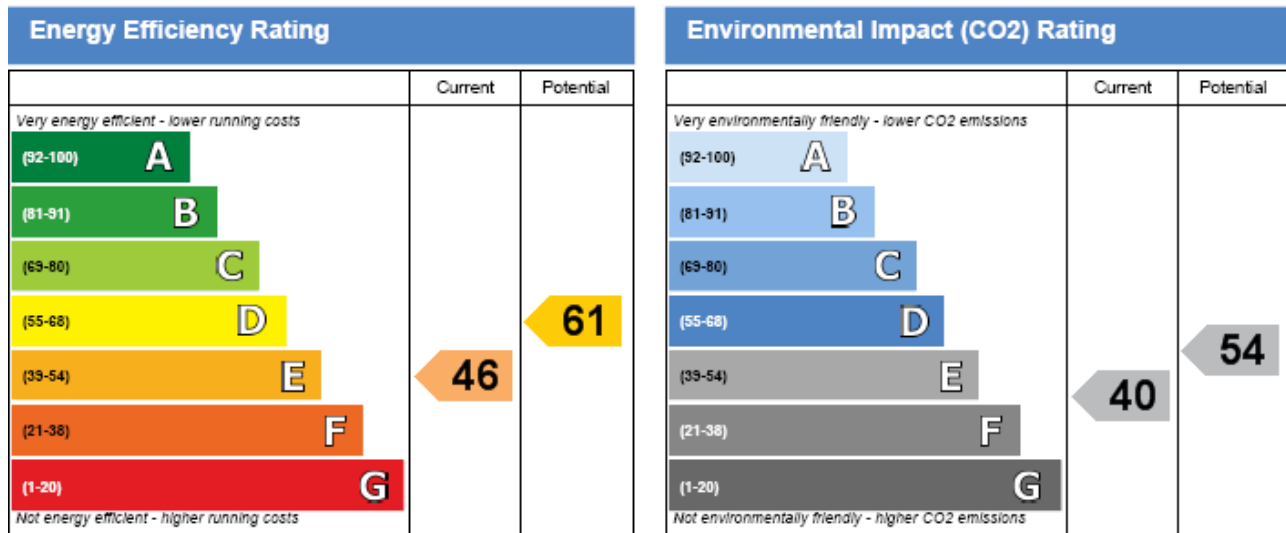 Energy Efficiency Rating
Current Potential
Very energy efficient - lower running costs
(92-100) A
(81-91) B
(69-80) C
(55-68) D
61
(39-54) E
46
(21-38) F
(1-20) G
Not energy efficient - higher running costs
Environmental Impact (CO2) Rating
Current Potential
Very environmentally friendly - lower CO2 emissions
(92-100) A
(81-91) B
(69-80) C
(55-68) D
54
(39-54) E
40
(21-38) F
(1-20) G
Not environmentally friendly - higher CO2 emissions